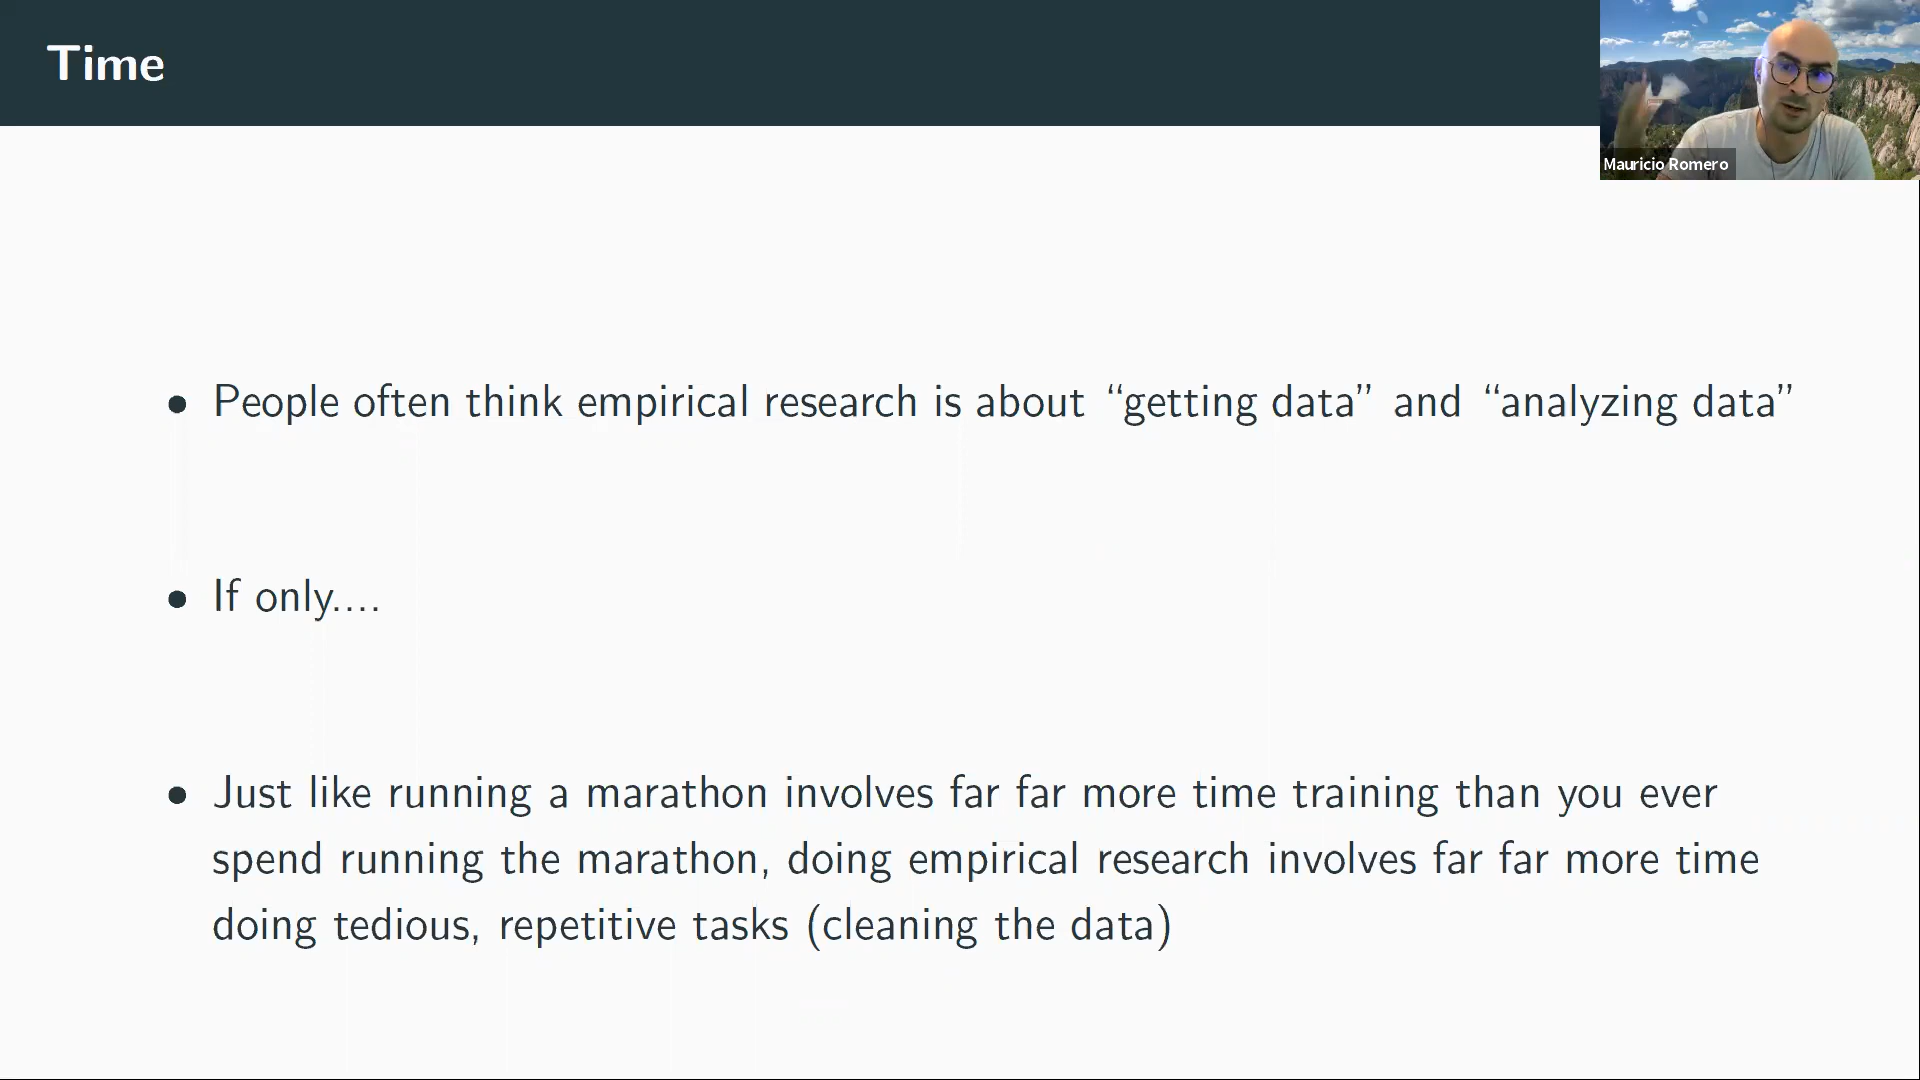 Time
Mauricio Romero
• People often think empirical research is about “getting data” and “analyzing data”
• If only....
• Just like running a marathon involves far far more time training than you ever
spend running the marathon, doing empirical research involves far far more time
doing tedious, repetitive tasks (cleaning the data)